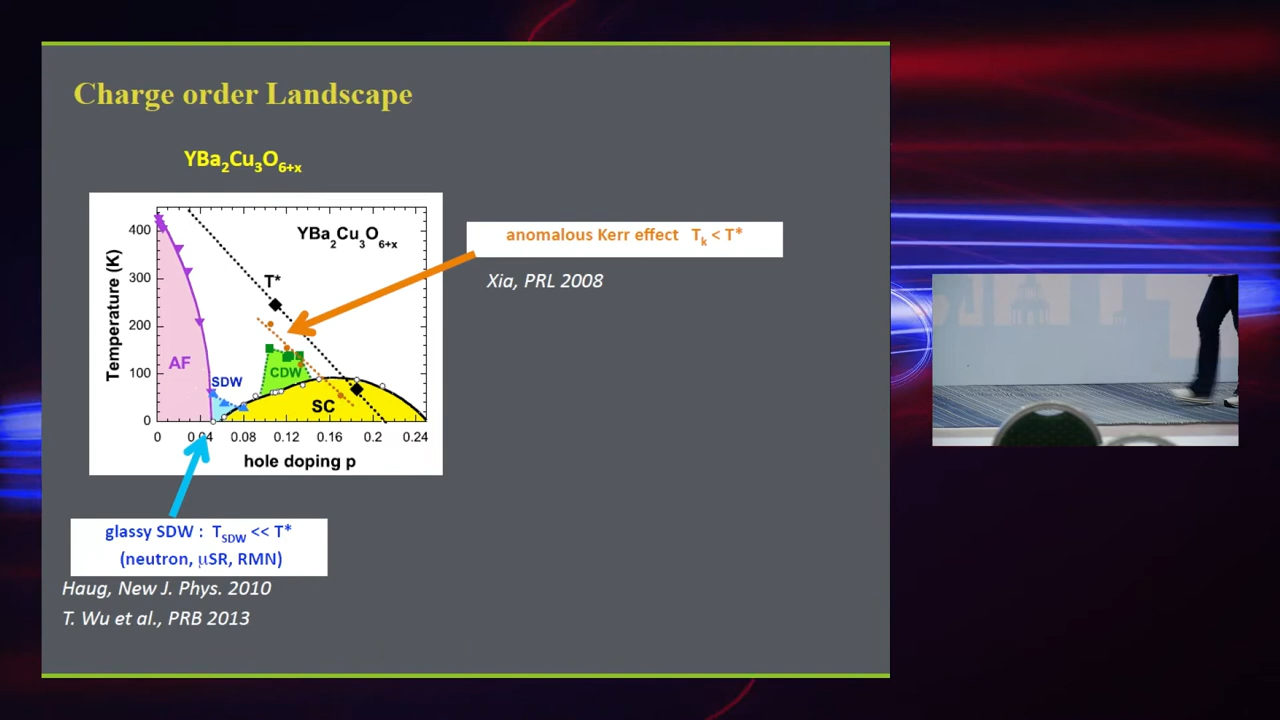 Charge order Landscape
YBa₂Cu₃O₆₊ₓ
YBa₂Cu₃O₆₊ₓ
Temperature (K)
400
300
200
100
0
T*
AF
SDW
CDW
SC
0 0.04 0.08 0.12 0.16 0.2 0.24
hole doping p
anomalous Kerr effect Tₖ < T*
Xia, PRL 2008
glassy SDW : T_SDW << T*
(neutron, μSR, RMN)
Haug, New J. Phys. 2010
T. Wu et al., PRB 2013